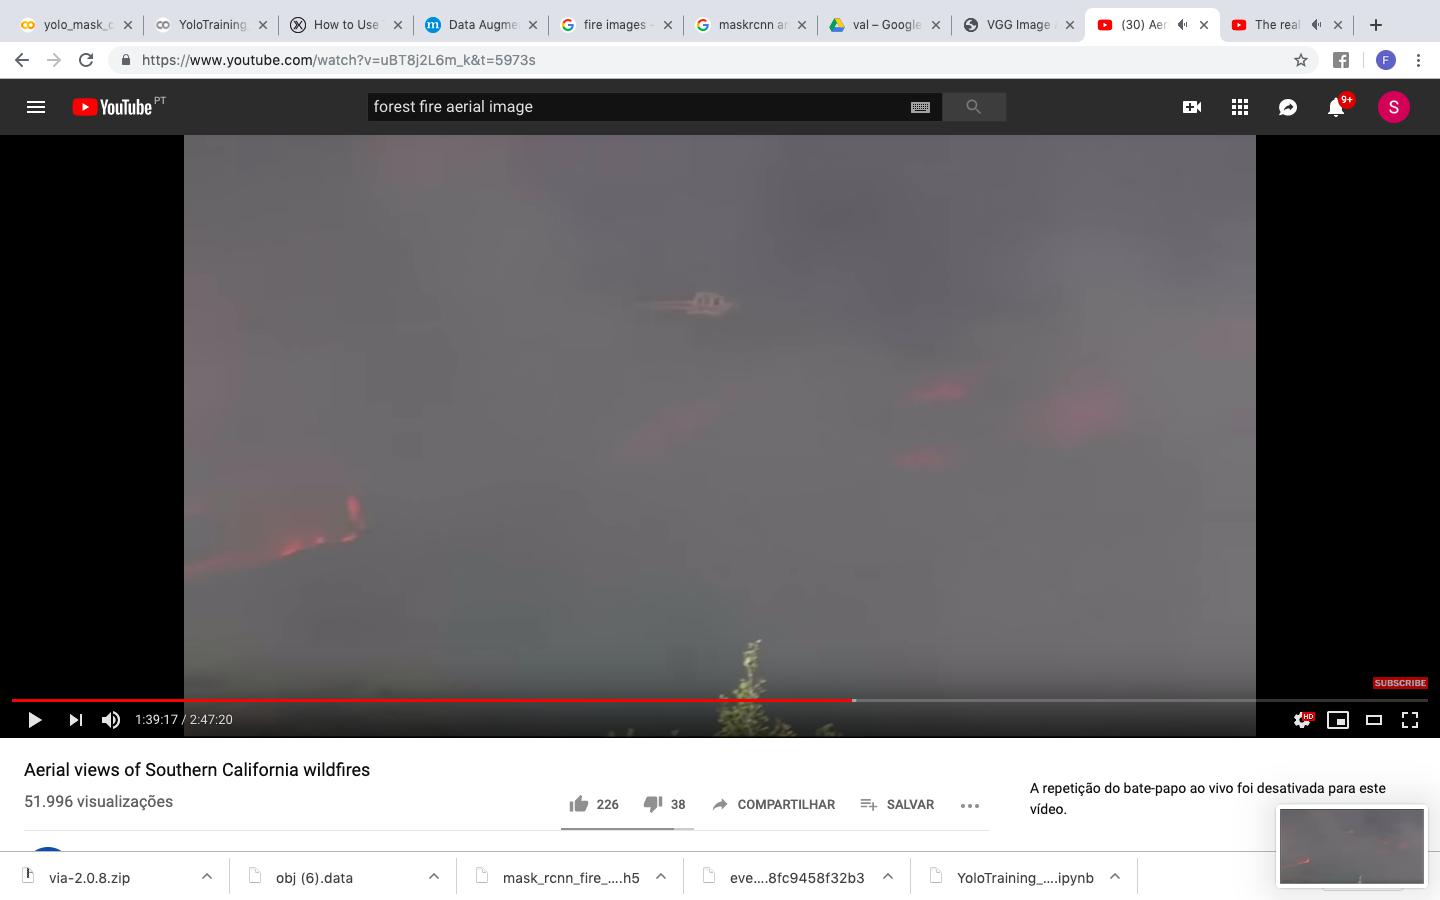 yolo_mask_c
YoloTraining
How to Use
Data Augme
fire images -
maskrcnn a
val – Google
VGG Image
(30) Aer
The real
https://www.youtube.com/watch?v=uBT8j2L6m_k&t=5973s
F
YouTube PT
forest fire aerial image
9+
S
SUBSCRIBE
1:39:17 / 2:47:20
HD
Aerial views of Southern California wildfires
51.996 visualizações
226
38
COMPARTILHAR
SALVAR
A repetição do bate-papo ao vivo foi desativada para este
vídeo.
via-2.0.8.zip
obj (6).data
mask_rcnn_fire_....h5
eve....8fc9458f32b3
YoloTraining_....ipynb